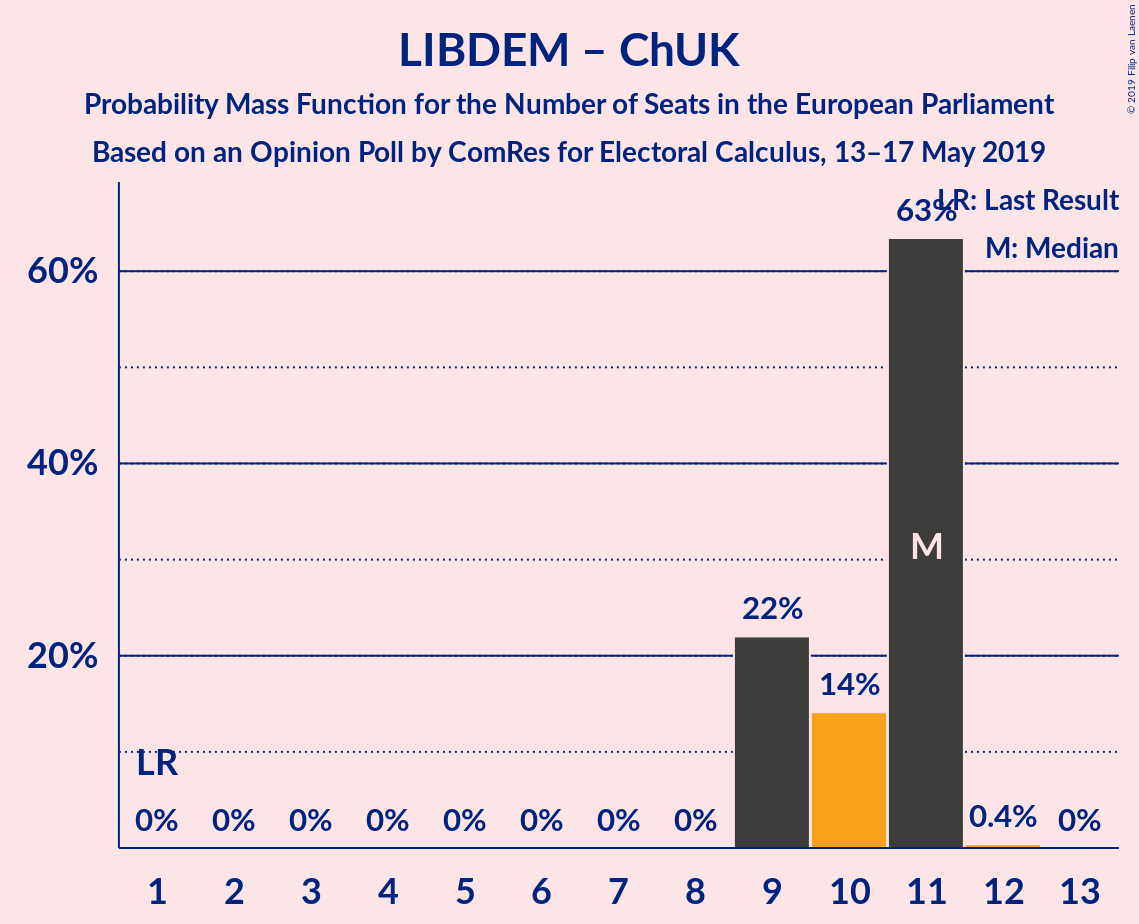 LIBDEM – ChUK
Probability Mass Function for the Number of Seats in the European Parliament
Based on an Opinion Poll by ComRes for Electoral Calculus, 13–17 May 2019
© 2019 Filip van Laenen
LR: Last Result
M: Median
63%
60%
40%
20%
M
22%
14%
LR
0% 0% 0% 0% 0% 0% 0% 0% 0.4% 0%
1 2 3 4 5 6 7 8 9 10 11 12 13